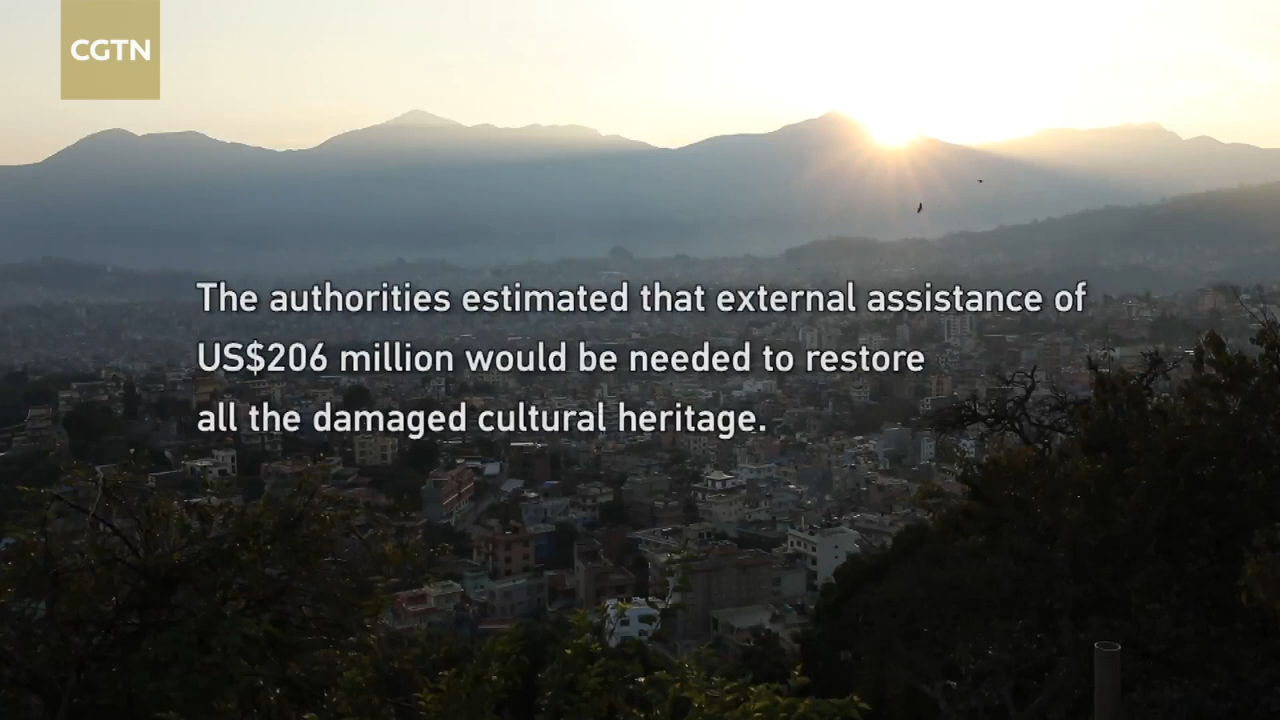 CGTN
The authorities estimated that external assistance of
US$206 million would be needed to restore
all the damaged cultural heritage.